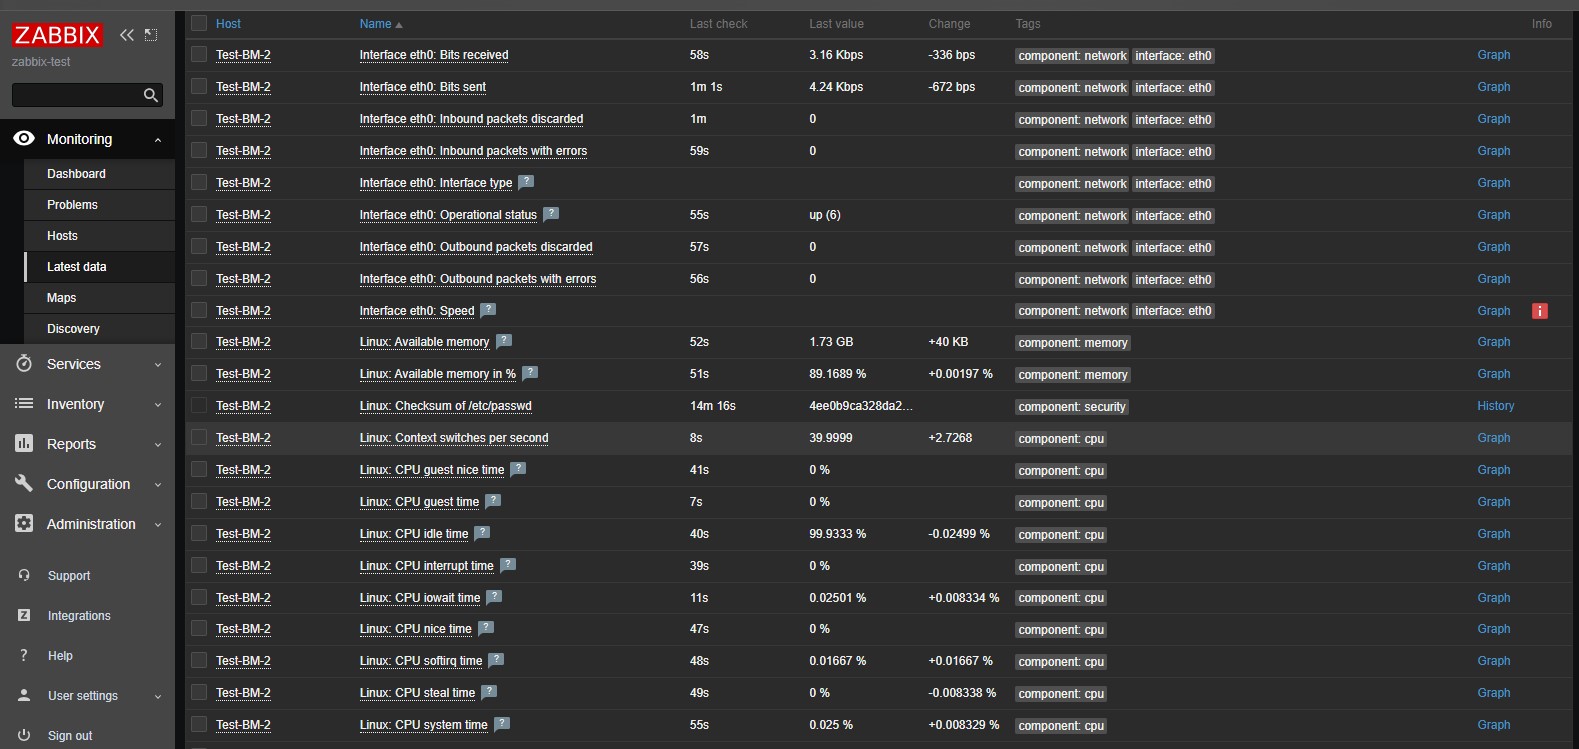 ZABBIX
zabbix-test
Monitoring
Dashboard
Problems
Hosts
Latest data
Maps
Discovery
Services
Inventory
Reports
Configuration
Administration
Support
Integrations
Help
User settings
Sign out
Host Name Last check Last value Change Tags Info
Test-BM-2 Interface eth0: Bits received 58s 3.16 Kbps -336 bps component: network interface: eth0 Graph
Test-BM-2 Interface eth0: Bits sent 1m 1s 4.24 Kbps -672 bps component: network interface: eth0 Graph
Test-BM-2 Interface eth0: Inbound packets discarded 1m 0 component: network interface: eth0 Graph
Test-BM-2 Interface eth0: Inbound packets with errors 59s 0 component: network interface: eth0 Graph
Test-BM-2 Interface eth0: Interface type ? component: network interface: eth0 Graph
Test-BM-2 Interface eth0: Operational status ? 55s up (6) component: network interface: eth0 Graph
Test-BM-2 Interface eth0: Outbound packets discarded 57s 0 component: network interface: eth0 Graph
Test-BM-2 Interface eth0: Outbound packets with errors 56s 0 component: network interface: eth0 Graph
Test-BM-2 Interface eth0: Speed ? component: network interface: eth0 Graph i
Test-BM-2 Linux: Available memory ? 52s 1.73 GB +40 KB component: memory Graph
Test-BM-2 Linux: Available memory in % ? 51s 89.1689 % +0.00197 % component: memory Graph
Test-BM-2 Linux: Checksum of /etc/passwd 14m 16s 4ee0b9ca328da2... component: security History
Test-BM-2 Linux: Context switches per second 8s 39.9999 +2.7268 component: cpu Graph
Test-BM-2 Linux: CPU guest nice time ? 41s 0 % component: cpu Graph
Test-BM-2 Linux: CPU guest time ? 7s 0 % component: cpu Graph
Test-BM-2 Linux: CPU idle time ? 40s 99.9333 % -0.02499 % component: cpu Graph
Test-BM-2 Linux: CPU interrupt time ? 39s 0 % component: cpu Graph
Test-BM-2 Linux: CPU iowait time ? 11s 0.02501 % +0.008334 % component: cpu Graph
Test-BM-2 Linux: CPU nice time ? 47s 0 % component: cpu Graph
Test-BM-2 Linux: CPU softirq time ? 48s 0.01667 % +0.01667 % component: cpu Graph
Test-BM-2 Linux: CPU steal time ? 49s 0 % -0.008338 % component: cpu Graph
Test-BM-2 Linux: CPU system time ? 55s 0.025 % +0.008329 % component: cpu Graph